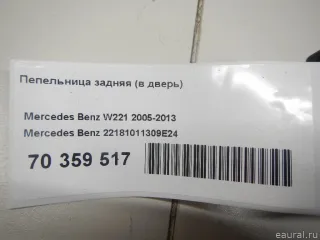 Пепельница задняя (в дверь)
Mercedes Benz W221 2005-2013
Mercedes Benz 22181011309E24
70 359 517
© eaural.ru